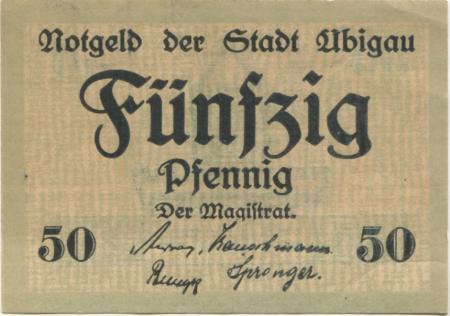 Notgeld der Stadt Ubigau
Fünfzig
Pfennig
Der Magiſtrat.
50 50
Sprenger.